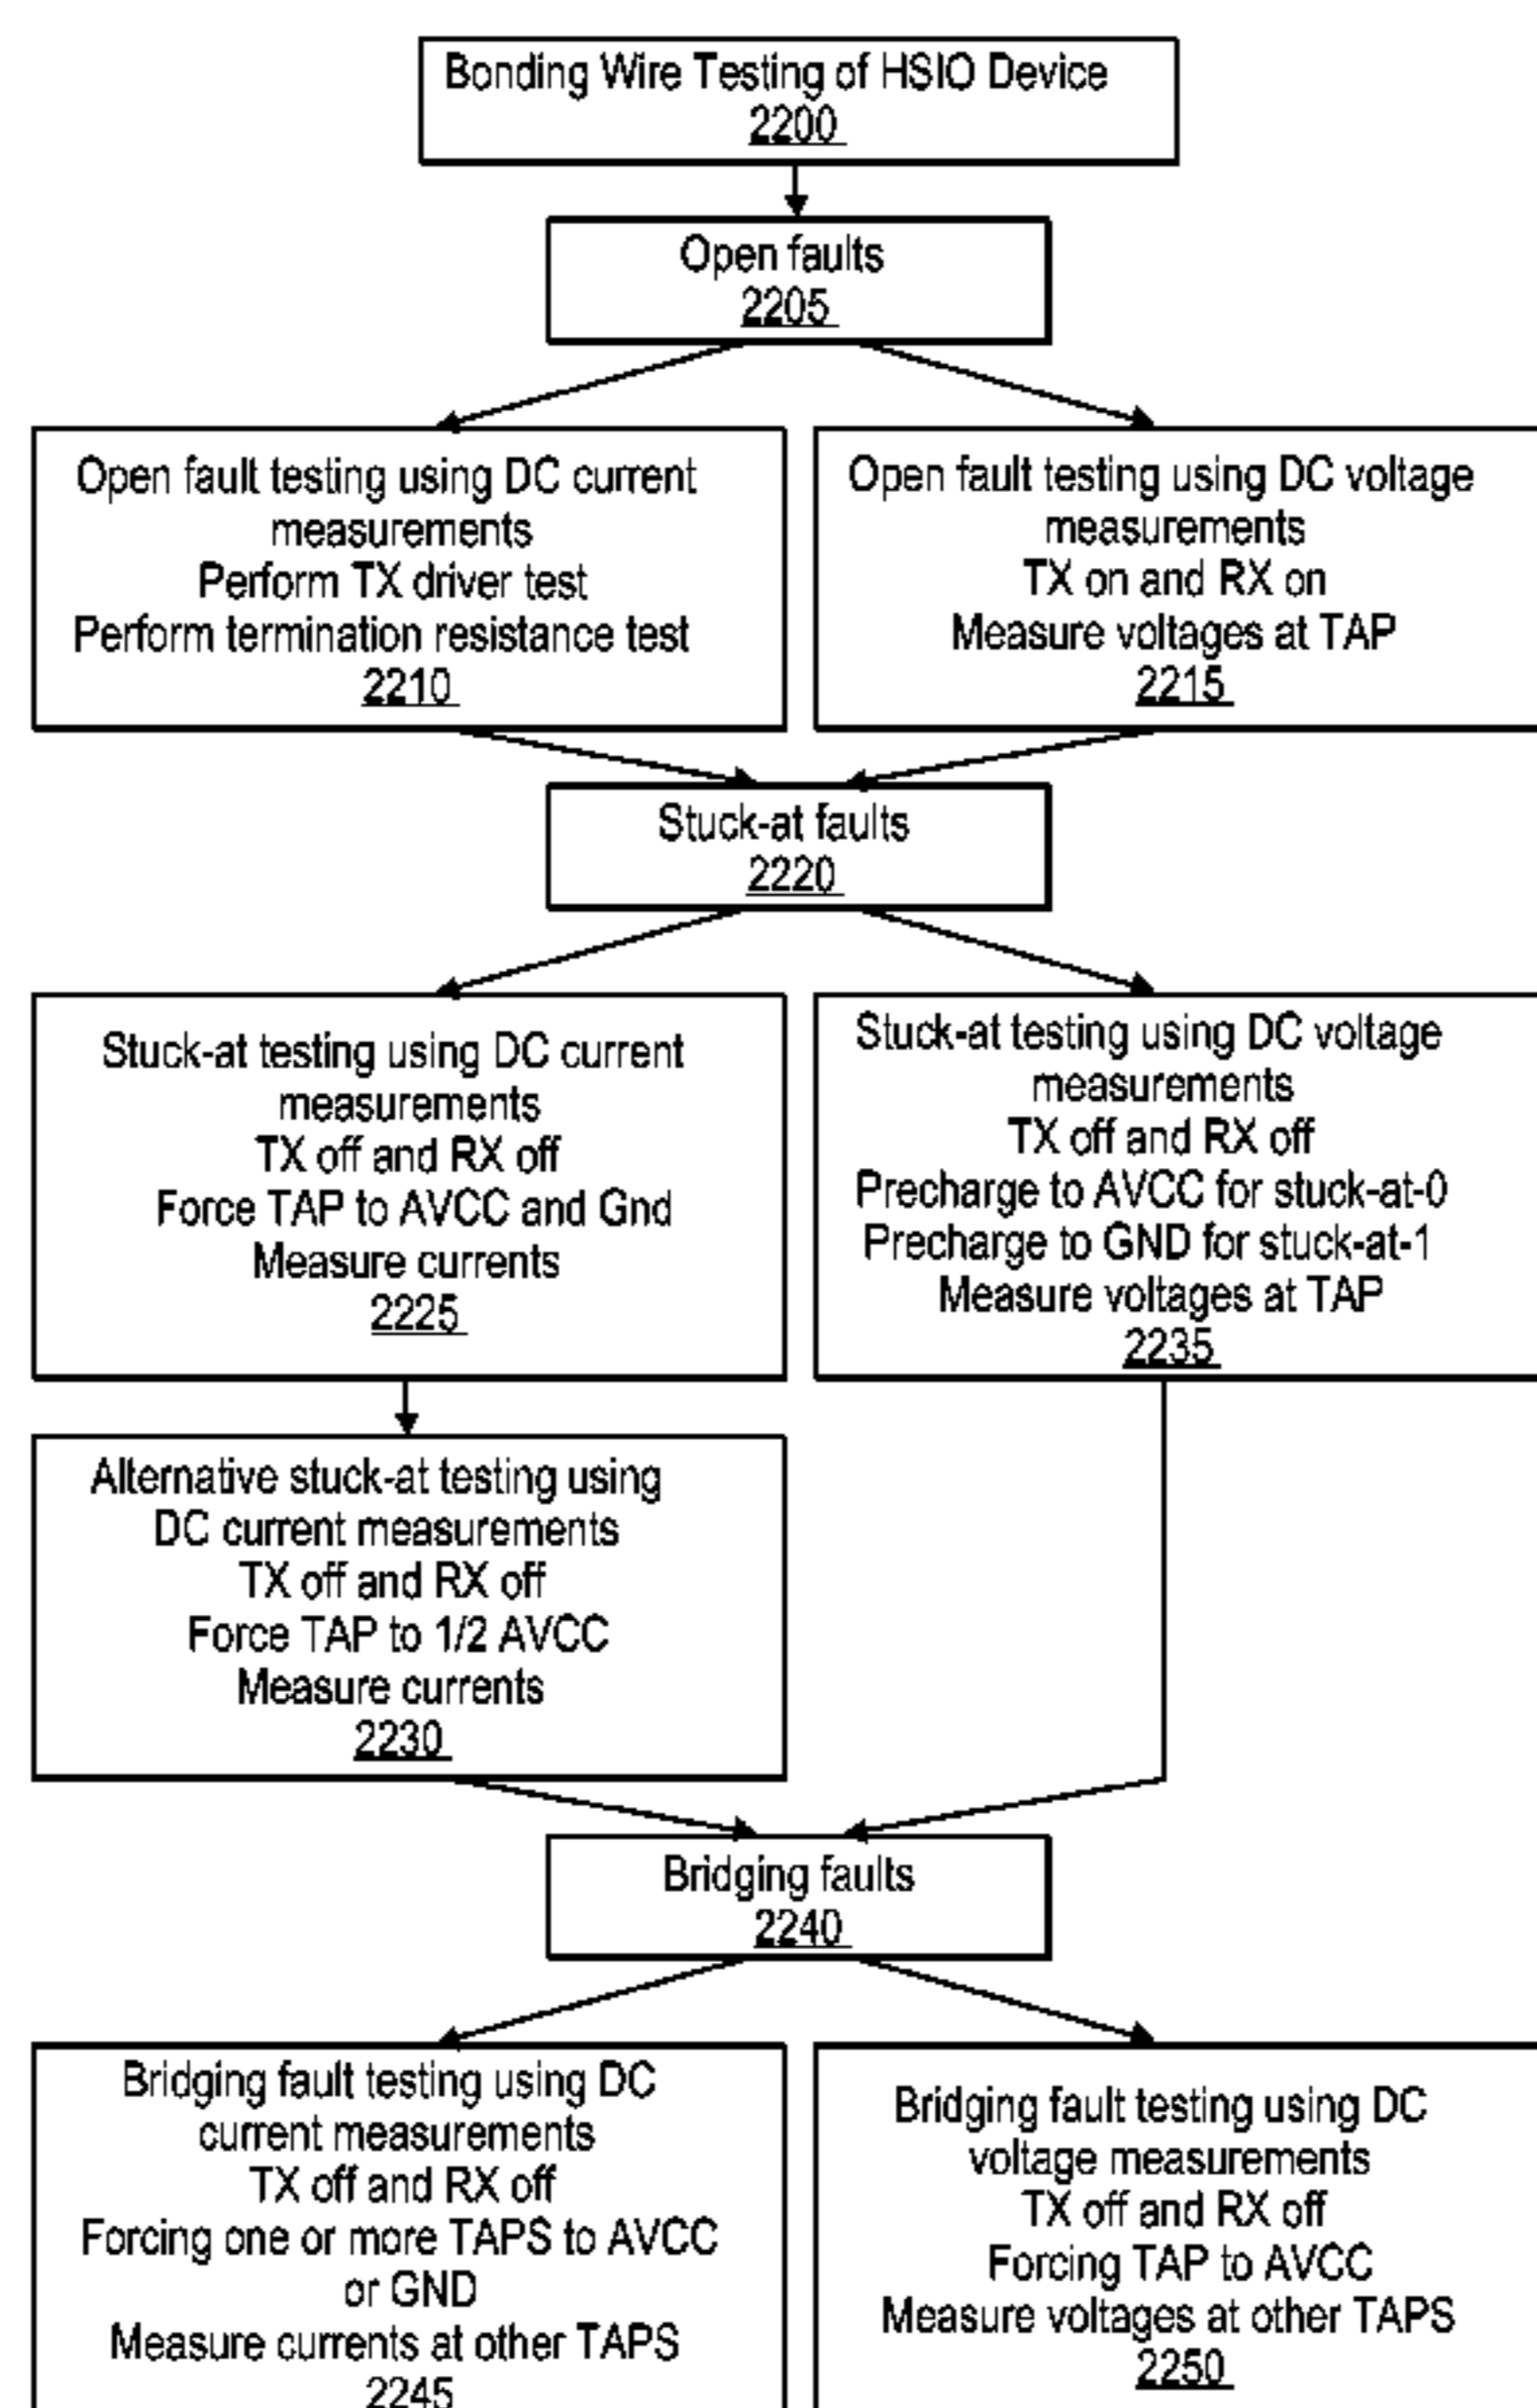 Bonding Wire Testing of HSIO Device
2200
Open faults
2205
Open fault testing using DC current
measurements
Perform TX driver test
Perform termination resistance test
2210
Open fault testing using DC voltage
measurements
TX on and RX on
Measure voltages at TAP
2215
Stuck-at faults
2220
Stuck-at testing using DC current
measurements
TX off and RX off
Force TAP to AVCC and Gnd
Measure currents
2225
Stuck-at testing using DC voltage
measurements
TX off and RX off
Precharge to AVCC for stuck-at-0
Precharge to GND for stuck-at-1
Measure voltages at TAP
2235
Alternative stuck-at testing using
DC current measurements
TX off and RX off
Force TAP to 1/2 AVCC
Measure currents
2230
Bridging faults
2240
Bridging fault testing using DC
current measurements
TX off and RX off
Forcing one or more TAPS to AVCC
or GND
Measure currents at other TAPS
2245
Bridging fault testing using DC
voltage measurements
TX off and RX off
Forcing TAP to AVCC
Measure voltages at other TAPS
2250